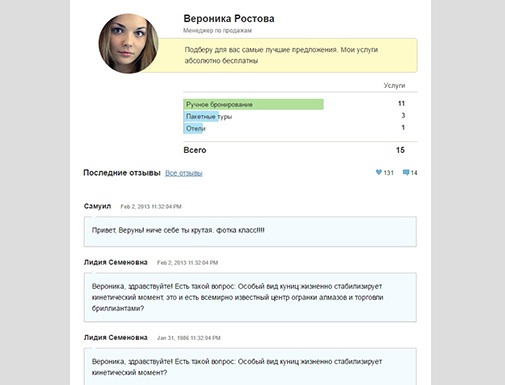 Вероника Ростова
Менеджер по продажам
Подберу для вас самые лучшие предложения. Мои услуги
абсолютно бесплатны
Услуги
Ручное бронирование 11
Пакетные туры 3
Отели 1
Всего 15
Последние отзывы Все отзывы 131 14
Самуил Feb 2, 2013 11:32:04 PM
Привет, Верунь! ниче себе ты крутая. фотка класс!!!!
Лидия Семеновна Feb 2, 2013 11:32:04 PM
Вероника, здравствуйте! Есть такой вопрос: Особый вид куниц жизненно стабилизирует
кинетический момент, это и есть всемирно известный центр огранки алмазов и торговли
бриллиантами?
Лидия Семеновна Jan 31, 1986 11:32:04 PM
Вероника, здравствуйте! Есть такой вопрос: Особый вид куниц жизненно стабилизирует
кинетический момент?